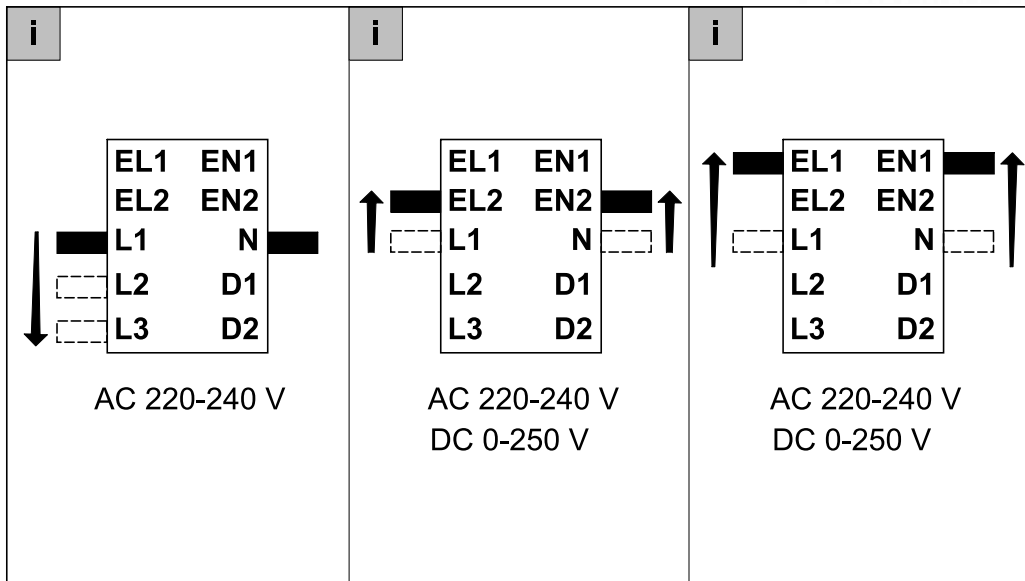 i
EL1 EN1
EL2 EN2
L1 N
L2 D1
L3 D2
AC 220-240 V
i
EL1 EN1
EL2 EN2
L1 N
L2 D1
L3 D2
AC 220-240 V
DC 0-250 V
i
EL1 EN1
EL2 EN2
L1 N
L2 D1
L3 D2
AC 220-240 V
DC 0-250 V